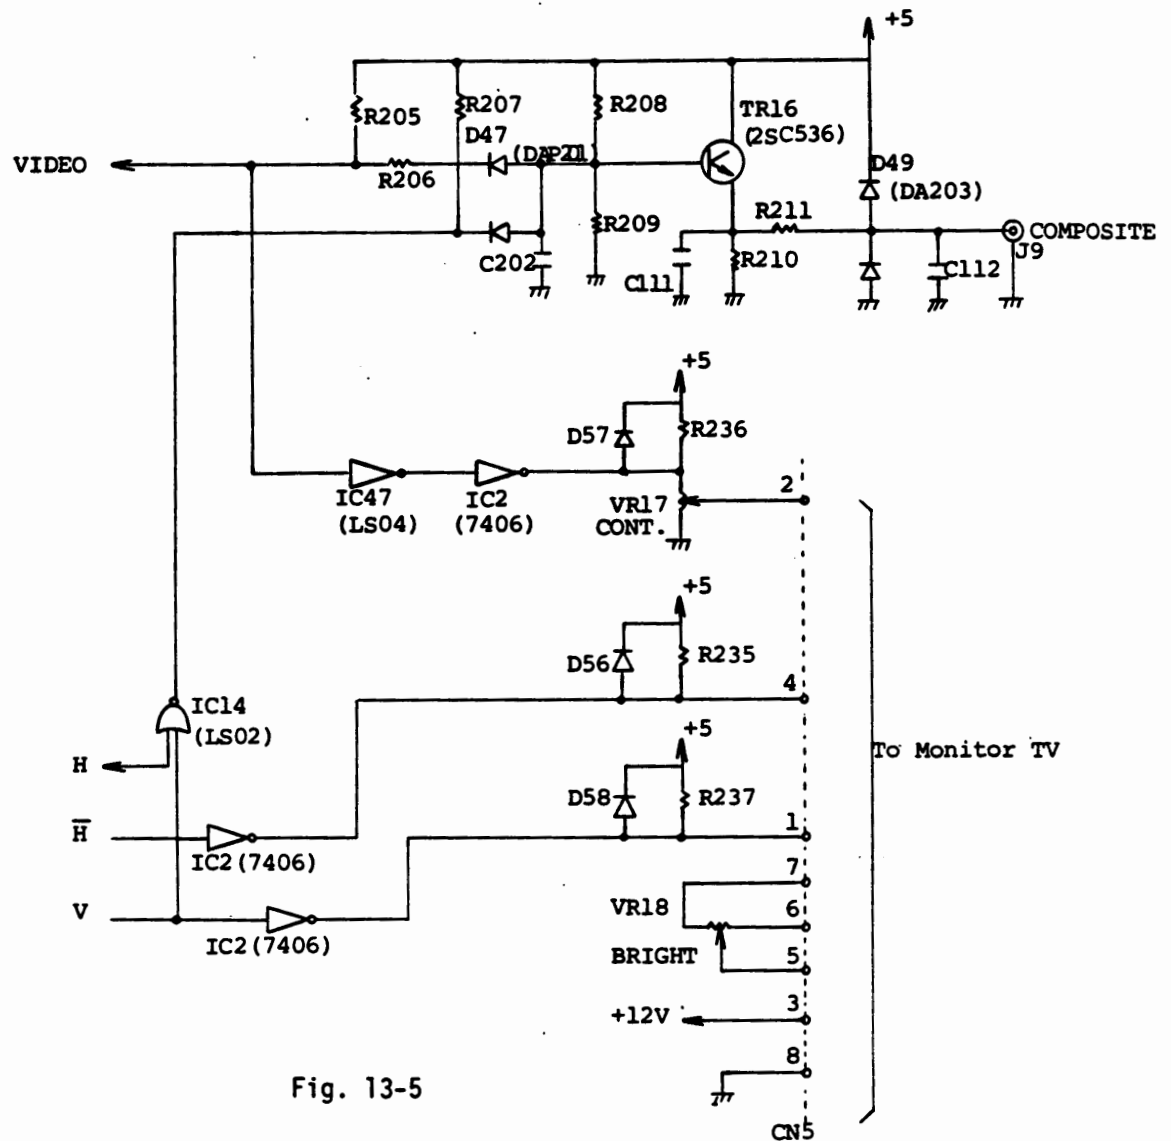 +5
R205
R207
R208
TR16
(2SC536)
D47
(DAP201)
VIDEO
R206
D49
(DA203)
R209
R211
COMPOSITE
J9
C202
C111
R210
C112
+5
D57
R236
IC47
(LS04)
IC2
(7406)
VR17
CONT.
2
+5
D56
R235
4
IC14
(LS02)
+5
H
To Monitor TV
D58
R237
1
H̅
IC2(7406)
7
V
VR18
6
IC2(7406)
BRIGHT
5
+12V
3
8
Fig. 13-5
CN5